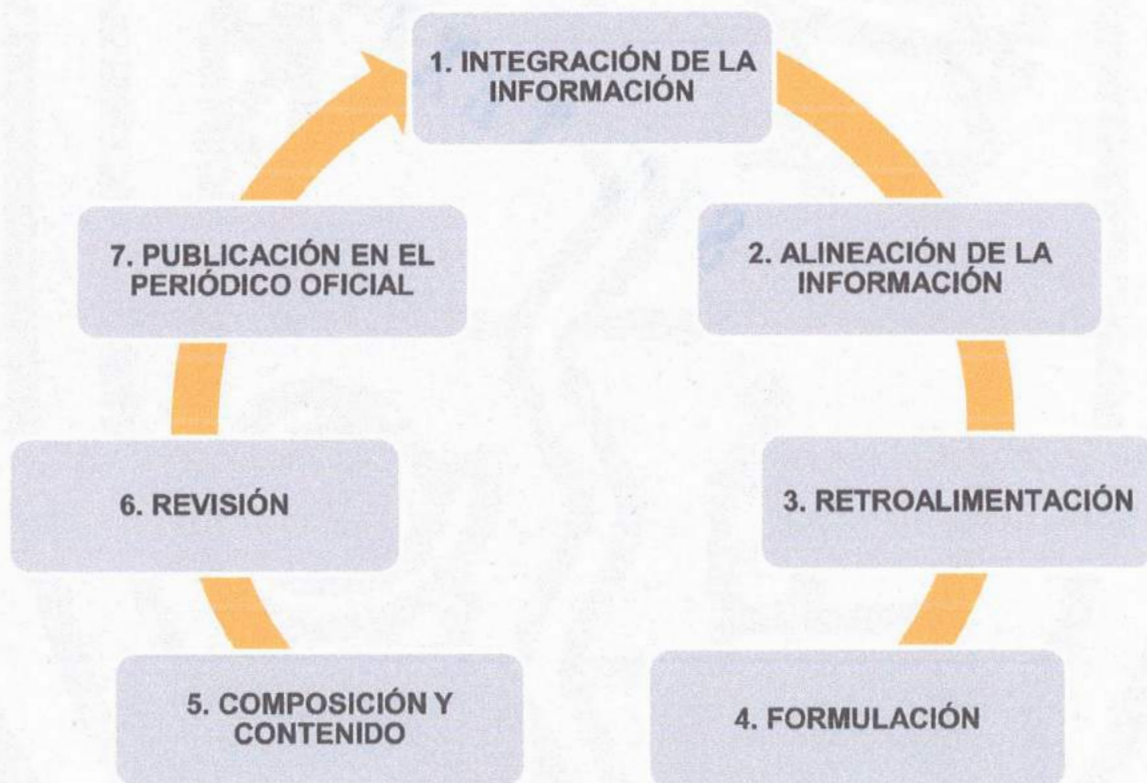 1. INTEGRACIÓN DE LA
INFORMACIÓN
2. ALINEACIÓN DE LA
INFORMACIÓN
3. RETROALIMENTACIÓN
4. FORMULACIÓN
5. COMPOSICIÓN Y
CONTENIDO
6. REVISIÓN
7. PUBLICACIÓN EN EL
PERIÓDICO OFICIAL